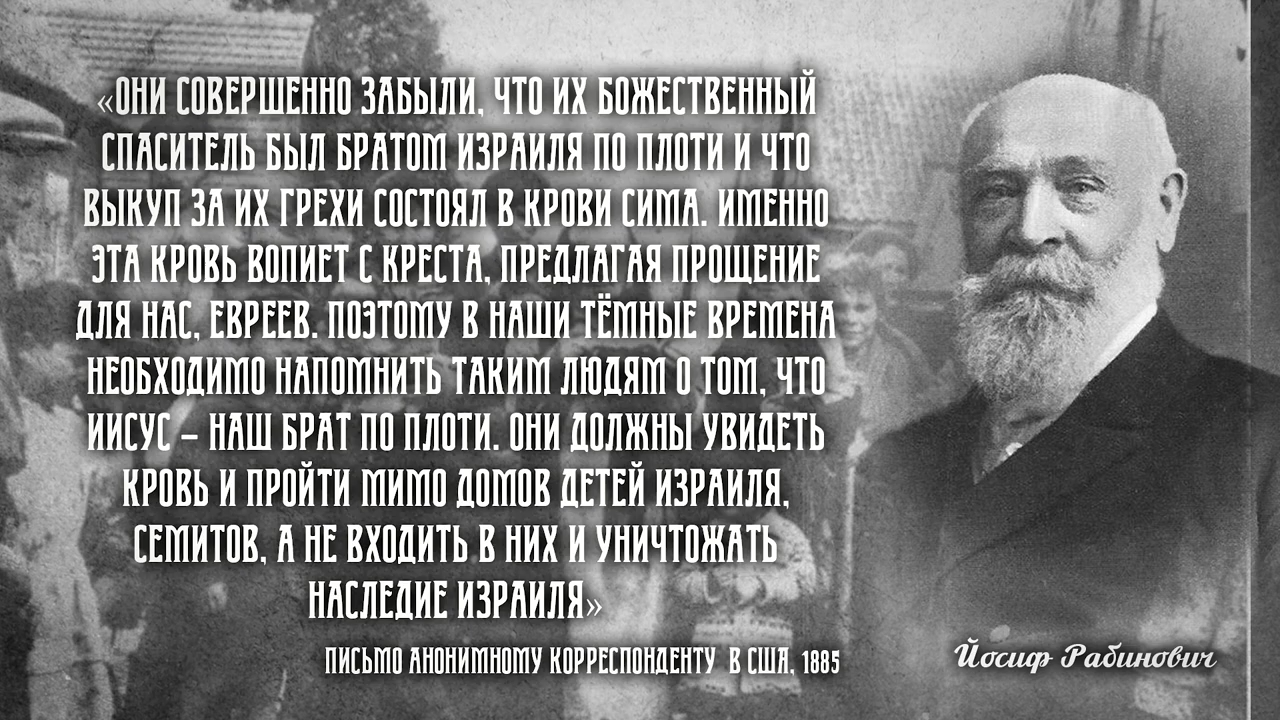 «ОНИ СОВЕРШЕННО ЗАБЫЛИ, ЧТО ИХ БОЖЕСТВЕННЫЙ
СПАСИТЕЛЬ БЫЛ БРАТОМ ИЗРАИЛЯ ПО ПЛОТИ И ЧТО
ВЫКУП ЗА ИХ ГРЕХИ СОСТОЯЛ В КРОВИ СИМА. ИМЕННО
ЭТА КРОВЬ ВОПИЕТ С КРЕСТА, ПРЕДЛАГАЯ ПРОЩЕНИЕ
ДЛЯ НАС, ЕВРЕЕВ. ПОЭТОМУ В НАШИ ТЁМНЫЕ ВРЕМЕНА
НЕОБХОДИМО НАПОМНИТЬ ТАКИМ ЛЮДЯМ О ТОМ, ЧТО
ИИСУС – НАШ БРАТ ПО ПЛОТИ. ОНИ ДОЛЖНЫ УВИДЕТЬ
КРОВЬ И ПРОЙТИ МИМО ДОМОВ ДЕТЕЙ ИЗРАИЛЯ,
СЕМИТОВ, А НЕ ВХОДИТЬ В НИХ И УНИЧТОЖАТЬ
НАСЛЕДИЕ ИЗРАИЛЯ»
ПИСЬМО АНОНИМНОМУ КОРРЕСПОНДЕНТУ В США, 1885
Йосиф Рабинович